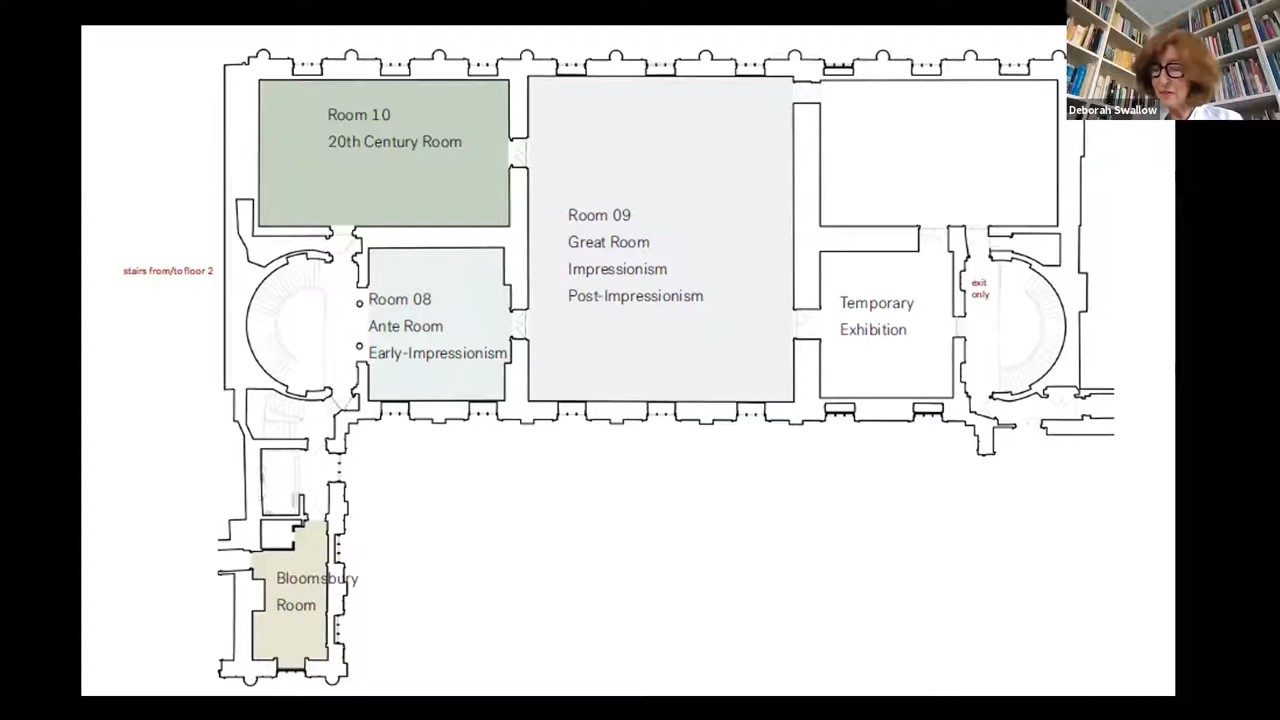 Deborah Swallow
Room 10
20th Century Room
Room 09
Great Room
Impressionism
Post-Impressionism
stairs from/to floor 2
Room 08
Ante Room
Early-Impressionism
Temporary
Exhibition
exit
only
Bloomsbury
Room